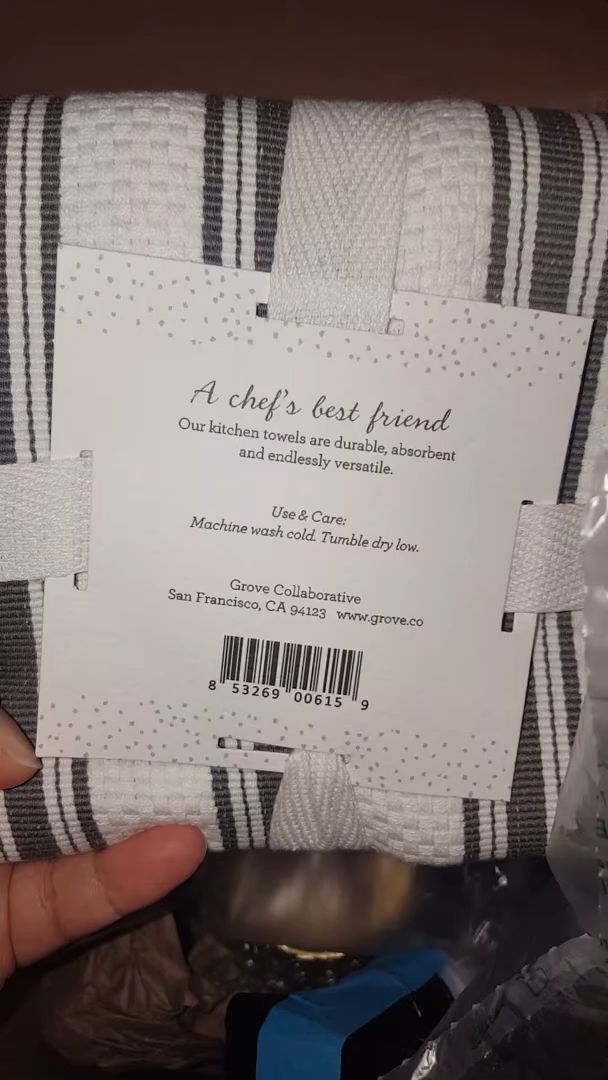 A chef's best friend
Our kitchen towels are durable, absorbent
and endlessly versatile.
Use & Care:
Machine wash cold. Tumble dry low.
Grove Collaborative
San Francisco, CA 94123 www.grove.co
8 53269 00615 9